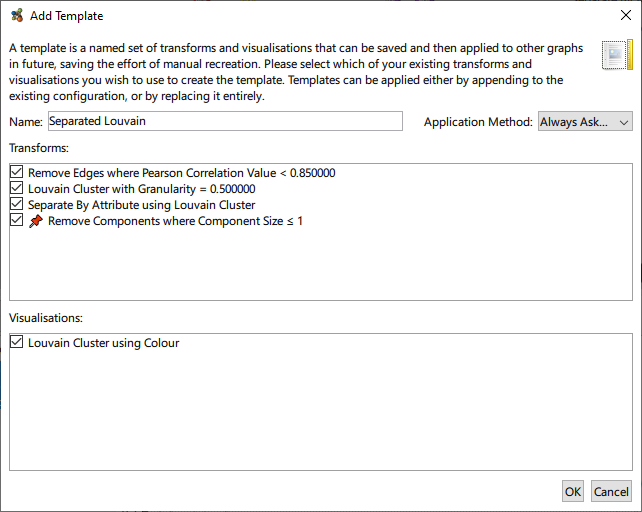 Add Template
A template is a named set of transforms and visualisations that can be saved and then applied to other graphs
in future, saving the effort of manual recreation. Please select which of your existing transforms and
visualisations you wish to use to create the template. Templates can be applied either by appending to the
existing configuration, or by replacing it entirely.
Name: Separated Louvain Application Method: Always Ask...
Transforms:
Remove Edges where Pearson Correlation Value < 0.850000
Louvain Cluster with Granularity = 0.500000
Separate By Attribute using Louvain Cluster
Remove Components where Component Size ≤ 1
Visualisations:
Louvain Cluster using Colour
OK Cancel